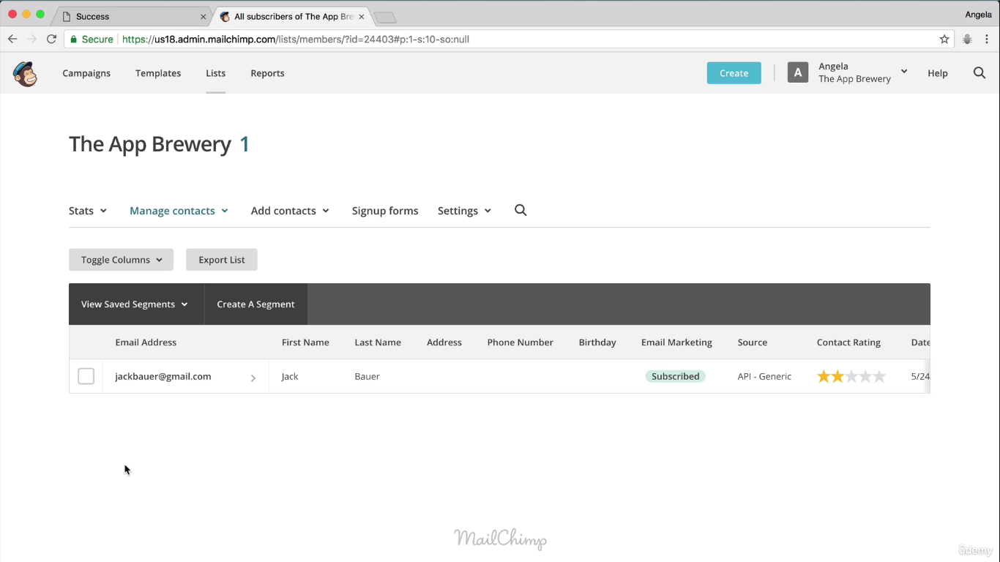 Success
All subscribers of The App Bre
Angela
Secure https://us18.admin.mailchimp.com/lists/members/?id=24403#p:1-s:10-so:null
Campaigns Templates Lists Reports Create A Angela Help
The App Brewery
The App Brewery 1
Stats Manage contacts Add contacts Signup forms Settings
Toggle Columns Export List
View Saved Segments Create A Segment
Email Address First Name Last Name Address Phone Number Birthday Email Marketing Source Contact Rating Date
jackbauer@gmail.com Jack Bauer Subscribed API - Generic 5/24
MailChimp
ûdemy